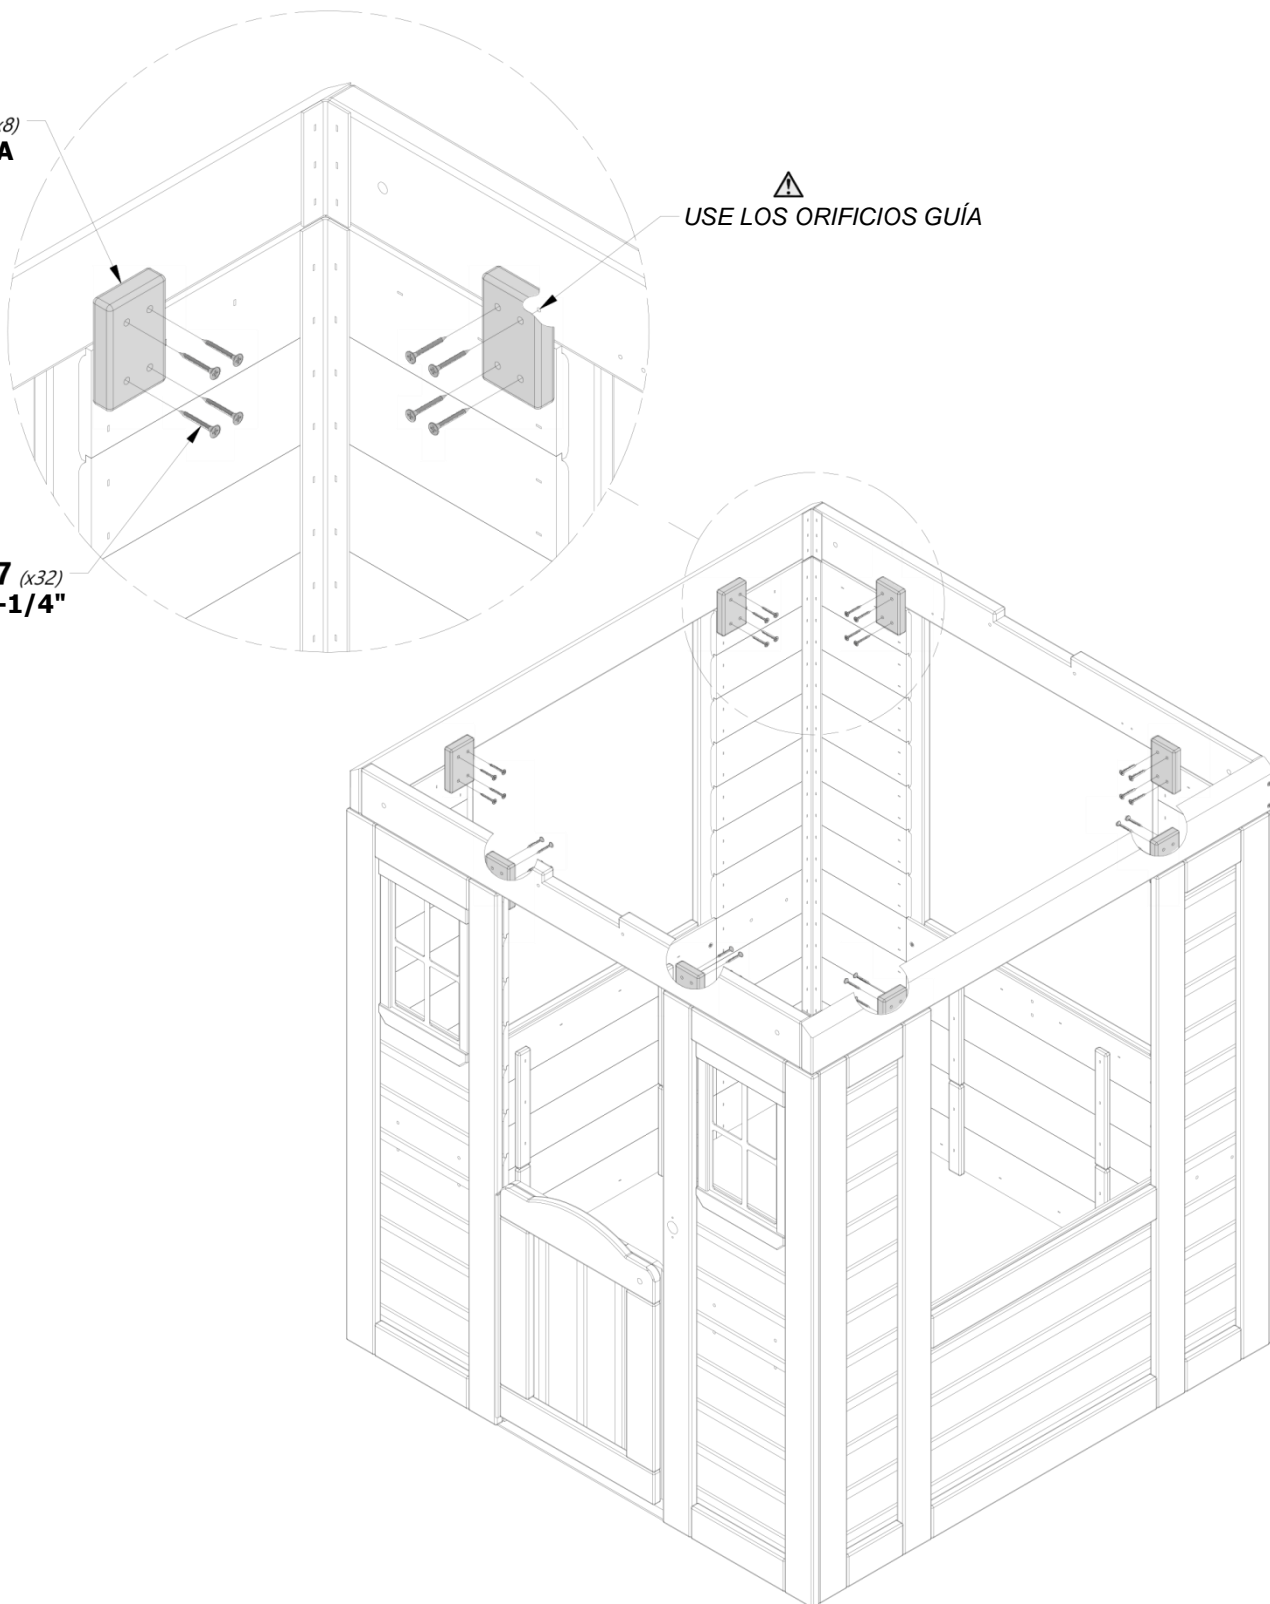 x8)
A
USE LOS ORIFICIOS GUÍA
7 (x32)
-1/4"